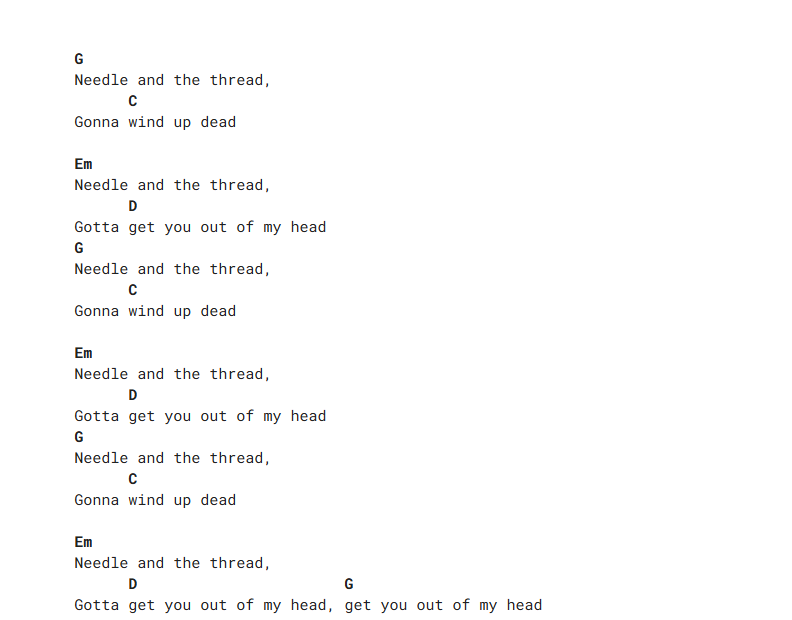 G
Needle and the thread,
C
Gonna wind up dead
Em
Needle and the thread,
D
Gotta get you out of my head
G
Needle and the thread,
C
Gonna wind up dead
Em
Needle and the thread,
D
Gotta get you out of my head
G
Needle and the thread,
C
Gonna wind up dead
Em
Needle and the thread,
D G
Gotta get you out of my head, get you out of my head